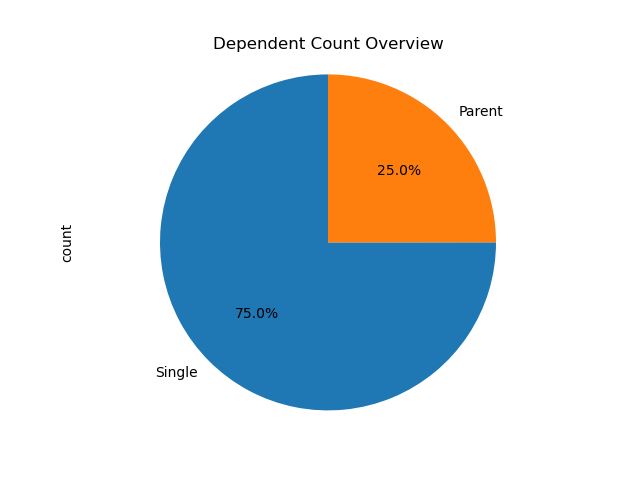 Dependent Count Overview
Parent
25.0%
count
75.0%
Single